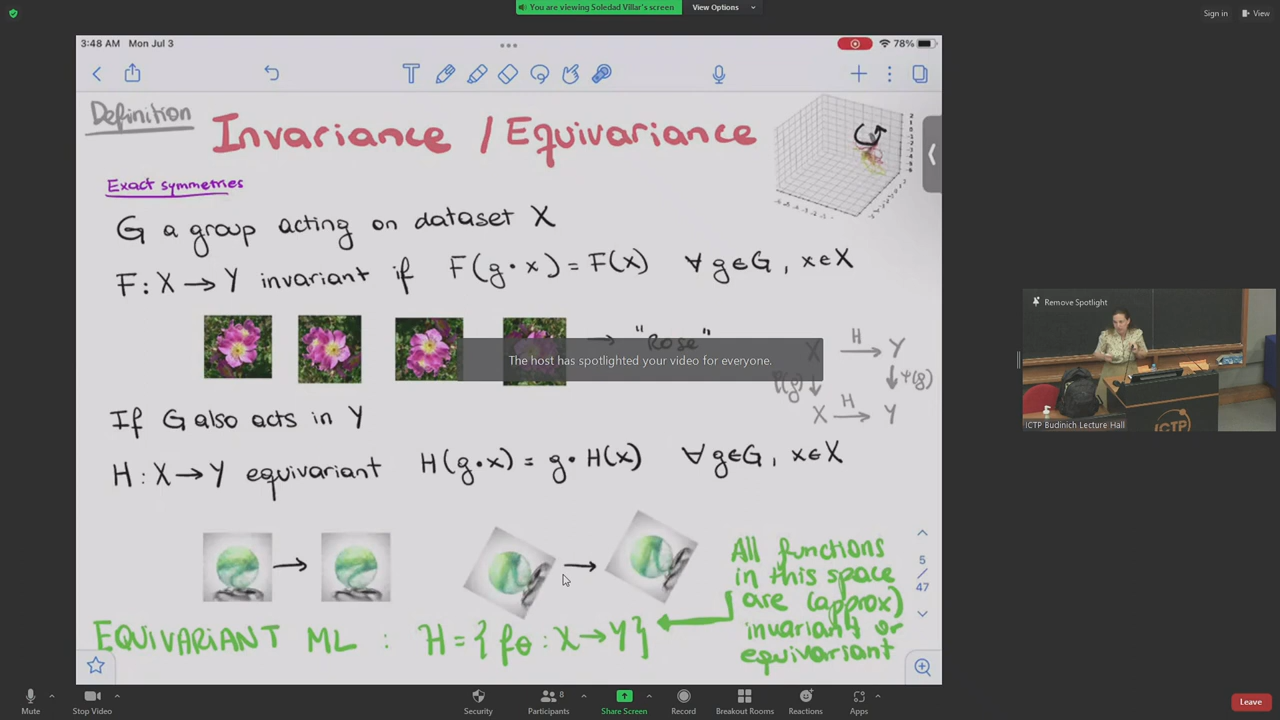 You are viewing Soledad Villar's screen
View Options
Sign in
View
3:48 AM Mon Jul 3
78%
Definition
Invariance / Equivariance
Exact symmetries
G a group acting on dataset X
F: X → Y invariant if F(g·x) = F(x) ∀ g∈G, x∈X
→ "Rose"
The host has spotlighted your video for everyone.
X H→ Y
φ(g)↓ ↓Ψ(g)
X H→ Y
If G also acts in Y
H: X → Y equivariant H(g·x) = g·H(x) ∀ g∈G, x∈X
All functions
in this space
are (approx)
invariant or
equivariant
EQUIVARIANT ML : H = { fθ : X → Y }
5
/
47
Remove Spotlight
ICTP
ICTP Budinich Lecture Hall
Mute
Stop Video
Security
Participants
8
Share Screen
Record
Breakout Rooms
Reactions
Apps
Leave